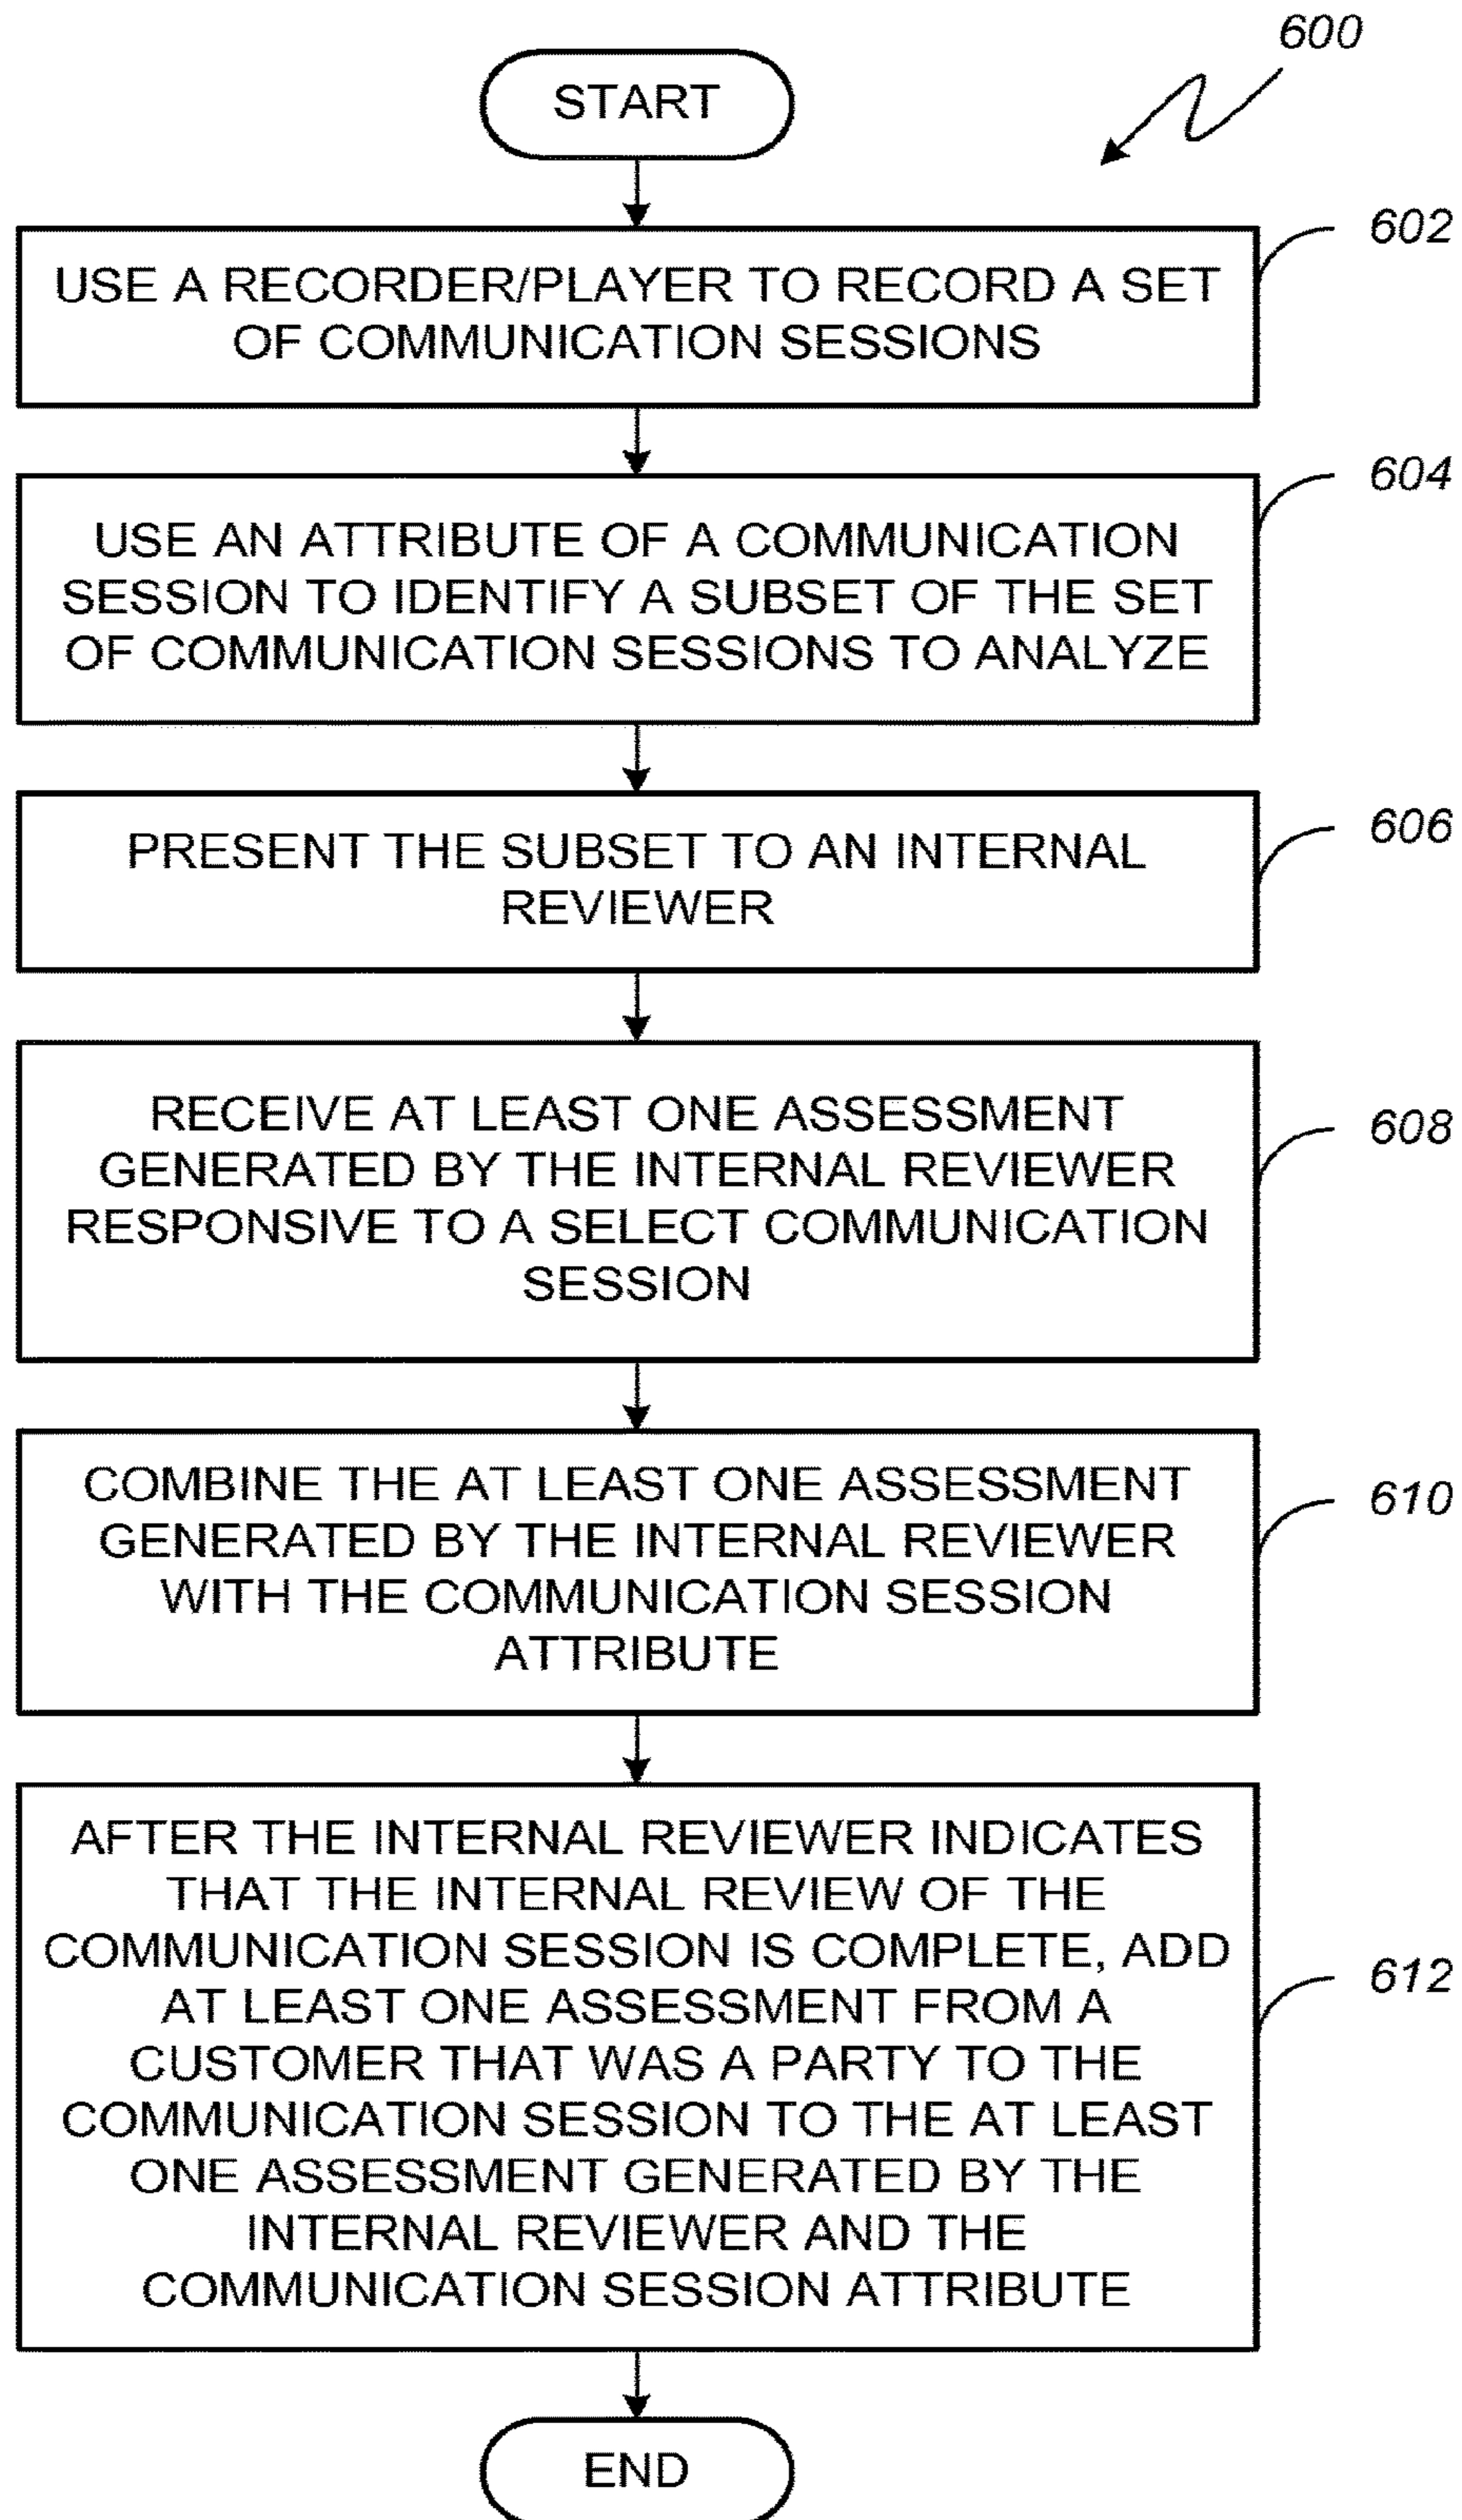 600
START
602
USE A RECORDER/PLAYER TO RECORD A SET
OF COMMUNICATION SESSIONS
604
USE AN ATTRIBUTE OF A COMMUNICATION
SESSION TO IDENTIFY A SUBSET OF THE SET
OF COMMUNICATION SESSIONS TO ANALYZE
606
PRESENT THE SUBSET TO AN INTERNAL
REVIEWER
608
RECEIVE AT LEAST ONE ASSESSMENT
GENERATED BY THE INTERNAL REVIEWER
RESPONSIVE TO A SELECT COMMUNICATION
SESSION
610
COMBINE THE AT LEAST ONE ASSESSMENT
GENERATED BY THE INTERNAL REVIEWER
WITH THE COMMUNICATION SESSION
ATTRIBUTE
612
AFTER THE INTERNAL REVIEWER INDICATES
THAT THE INTERNAL REVIEW OF THE
COMMUNICATION SESSION IS COMPLETE, ADD
AT LEAST ONE ASSESSMENT FROM A
CUSTOMER THAT WAS A PARTY TO THE
COMMUNICATION SESSION TO THE AT LEAST
ONE ASSESSMENT GENERATED BY THE
INTERNAL REVIEWER AND THE
COMMUNICATION SESSION ATTRIBUTE
END